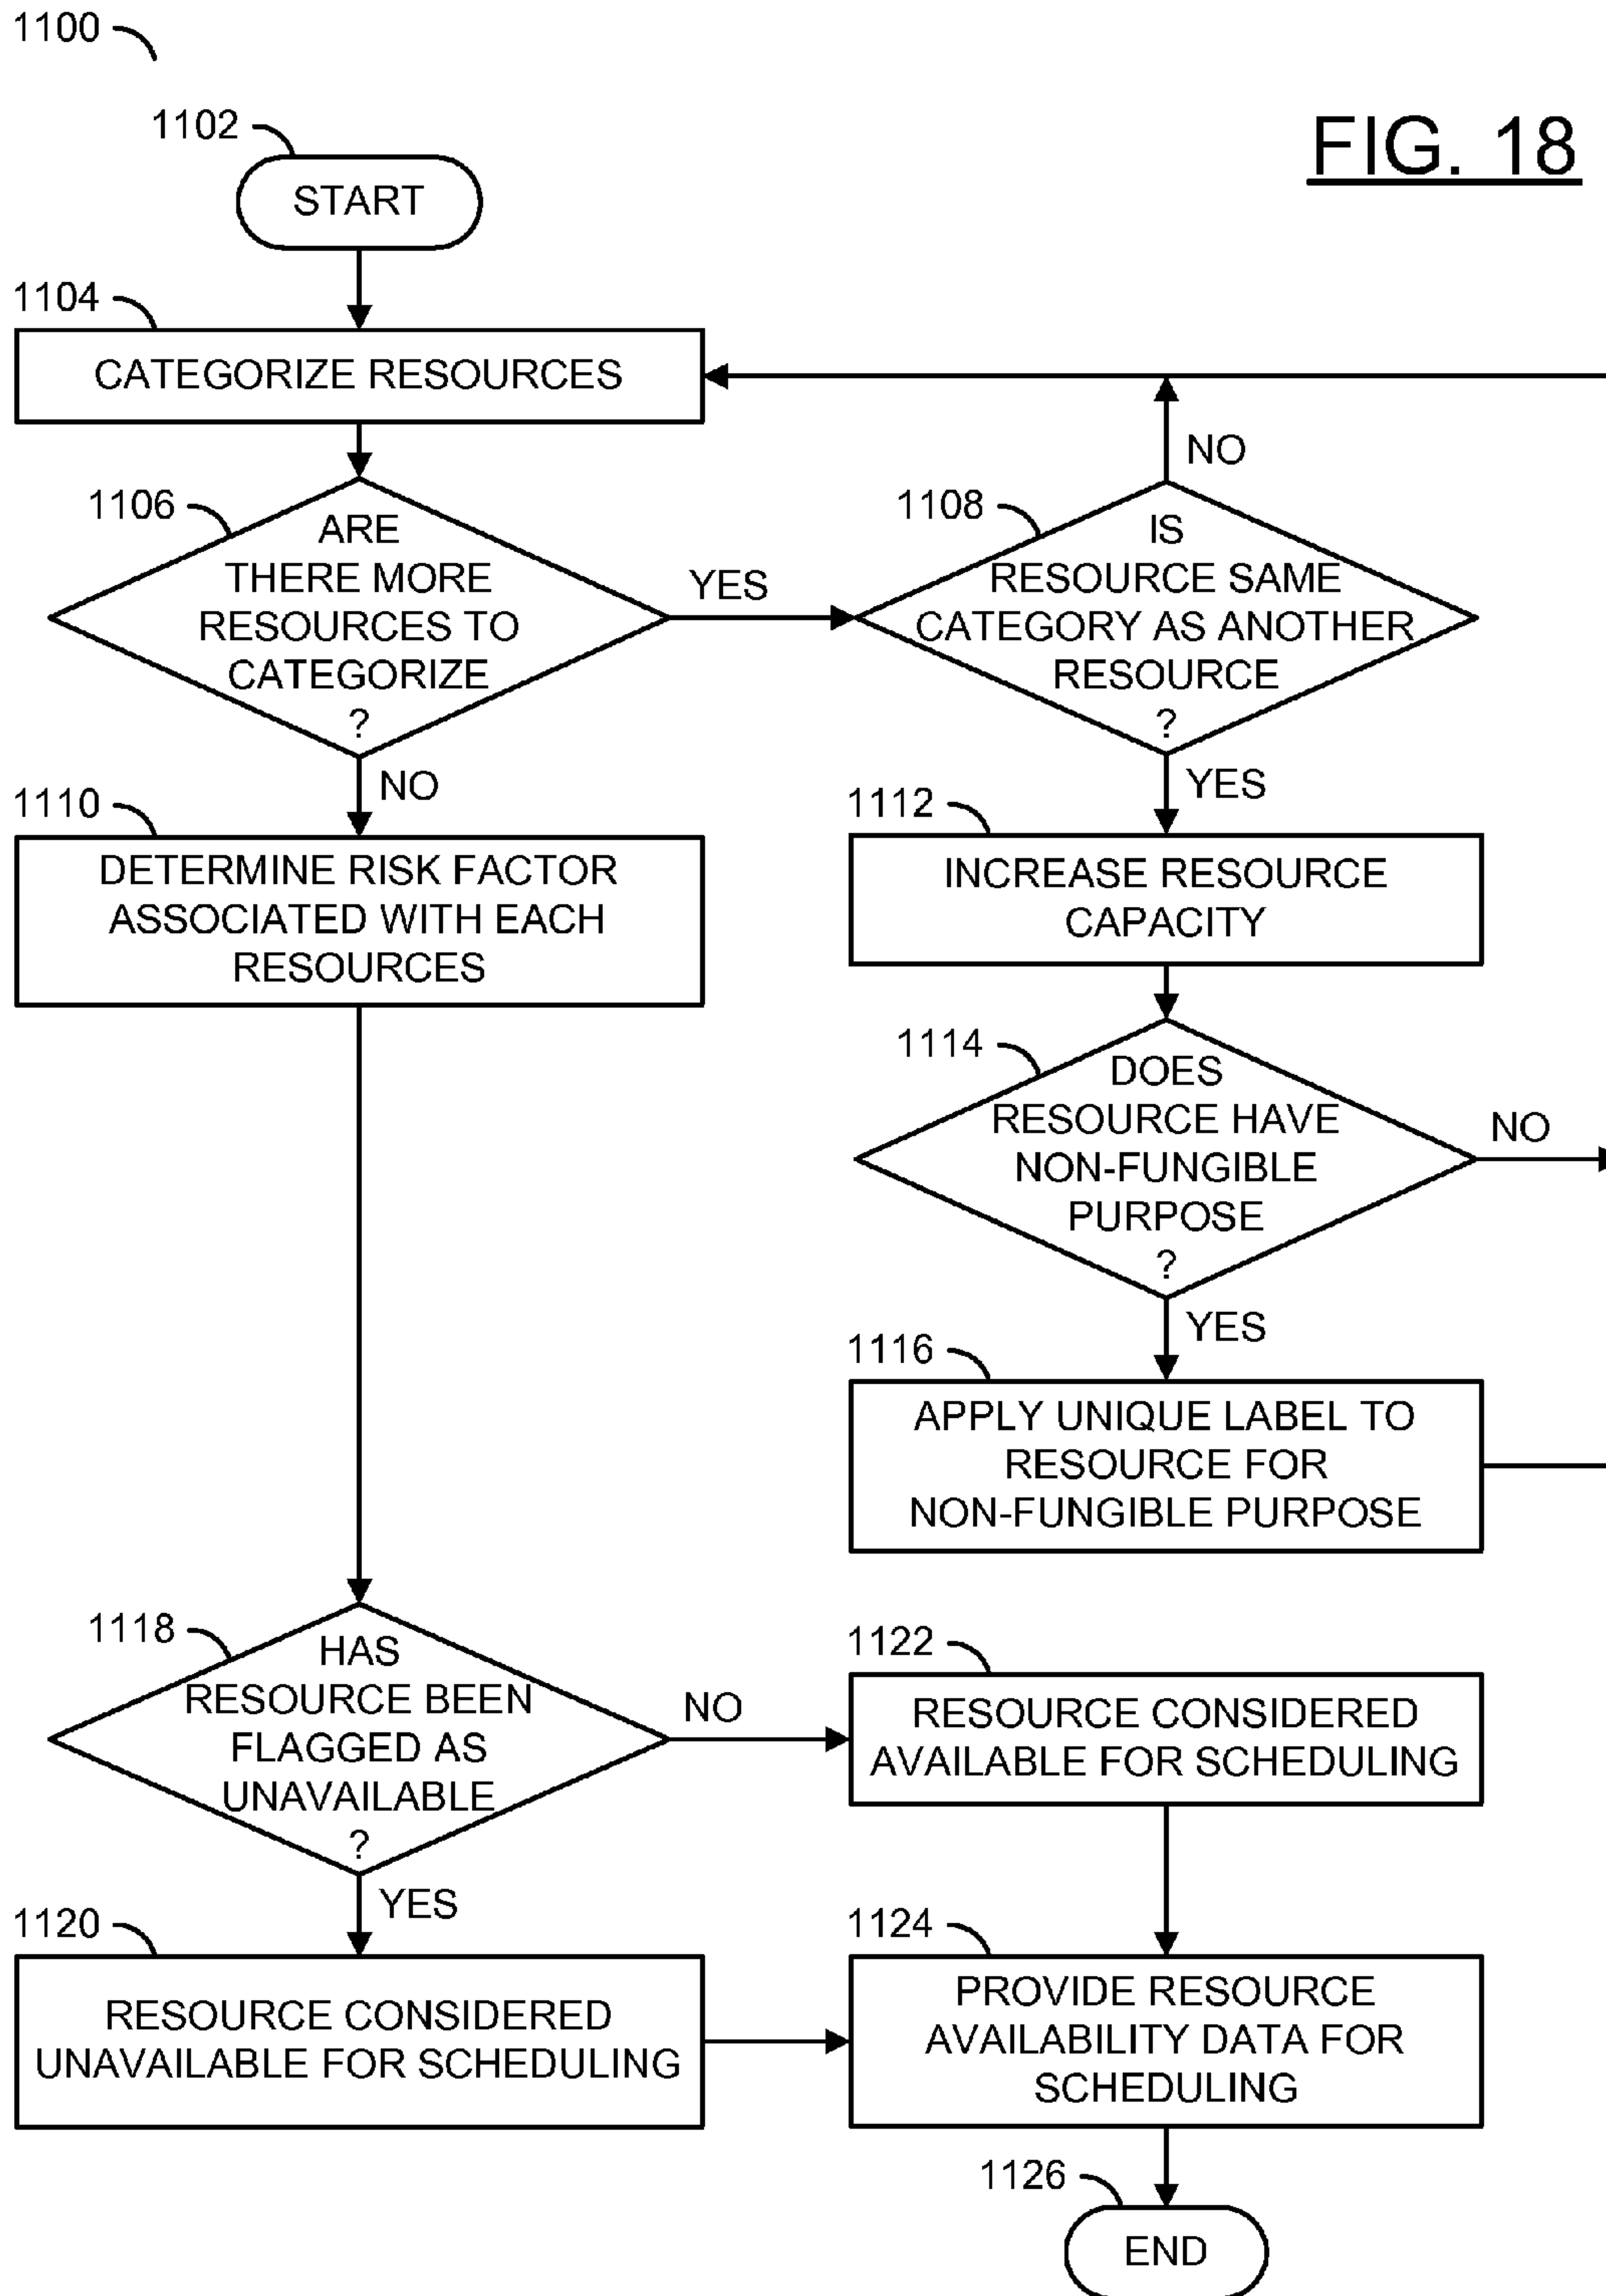 1100
1102
FIG. 18
START
1104
CATEGORIZE RESOURCES
NO
1106
ARE
THERE MORE
RESOURCES TO
CATEGORIZE
?
YES
1108
IS
RESOURCE SAME
CATEGORY AS ANOTHER
RESOURCE
?
NO
YES
1110
DETERMINE RISK FACTOR
ASSOCIATED WITH EACH
RESOURCES
1112
INCREASE RESOURCE
CAPACITY
1114
DOES
RESOURCE HAVE
NON-FUNGIBLE
PURPOSE
?
NO
YES
1116
APPLY UNIQUE LABEL TO
RESOURCE FOR
NON-FUNGIBLE PURPOSE
1118
HAS
RESOURCE BEEN
FLAGGED AS
UNAVAILABLE
?
NO
1122
RESOURCE CONSIDERED
AVAILABLE FOR SCHEDULING
YES
1120
RESOURCE CONSIDERED
UNAVAILABLE FOR SCHEDULING
1124
PROVIDE RESOURCE
AVAILABILITY DATA FOR
SCHEDULING
1126
END